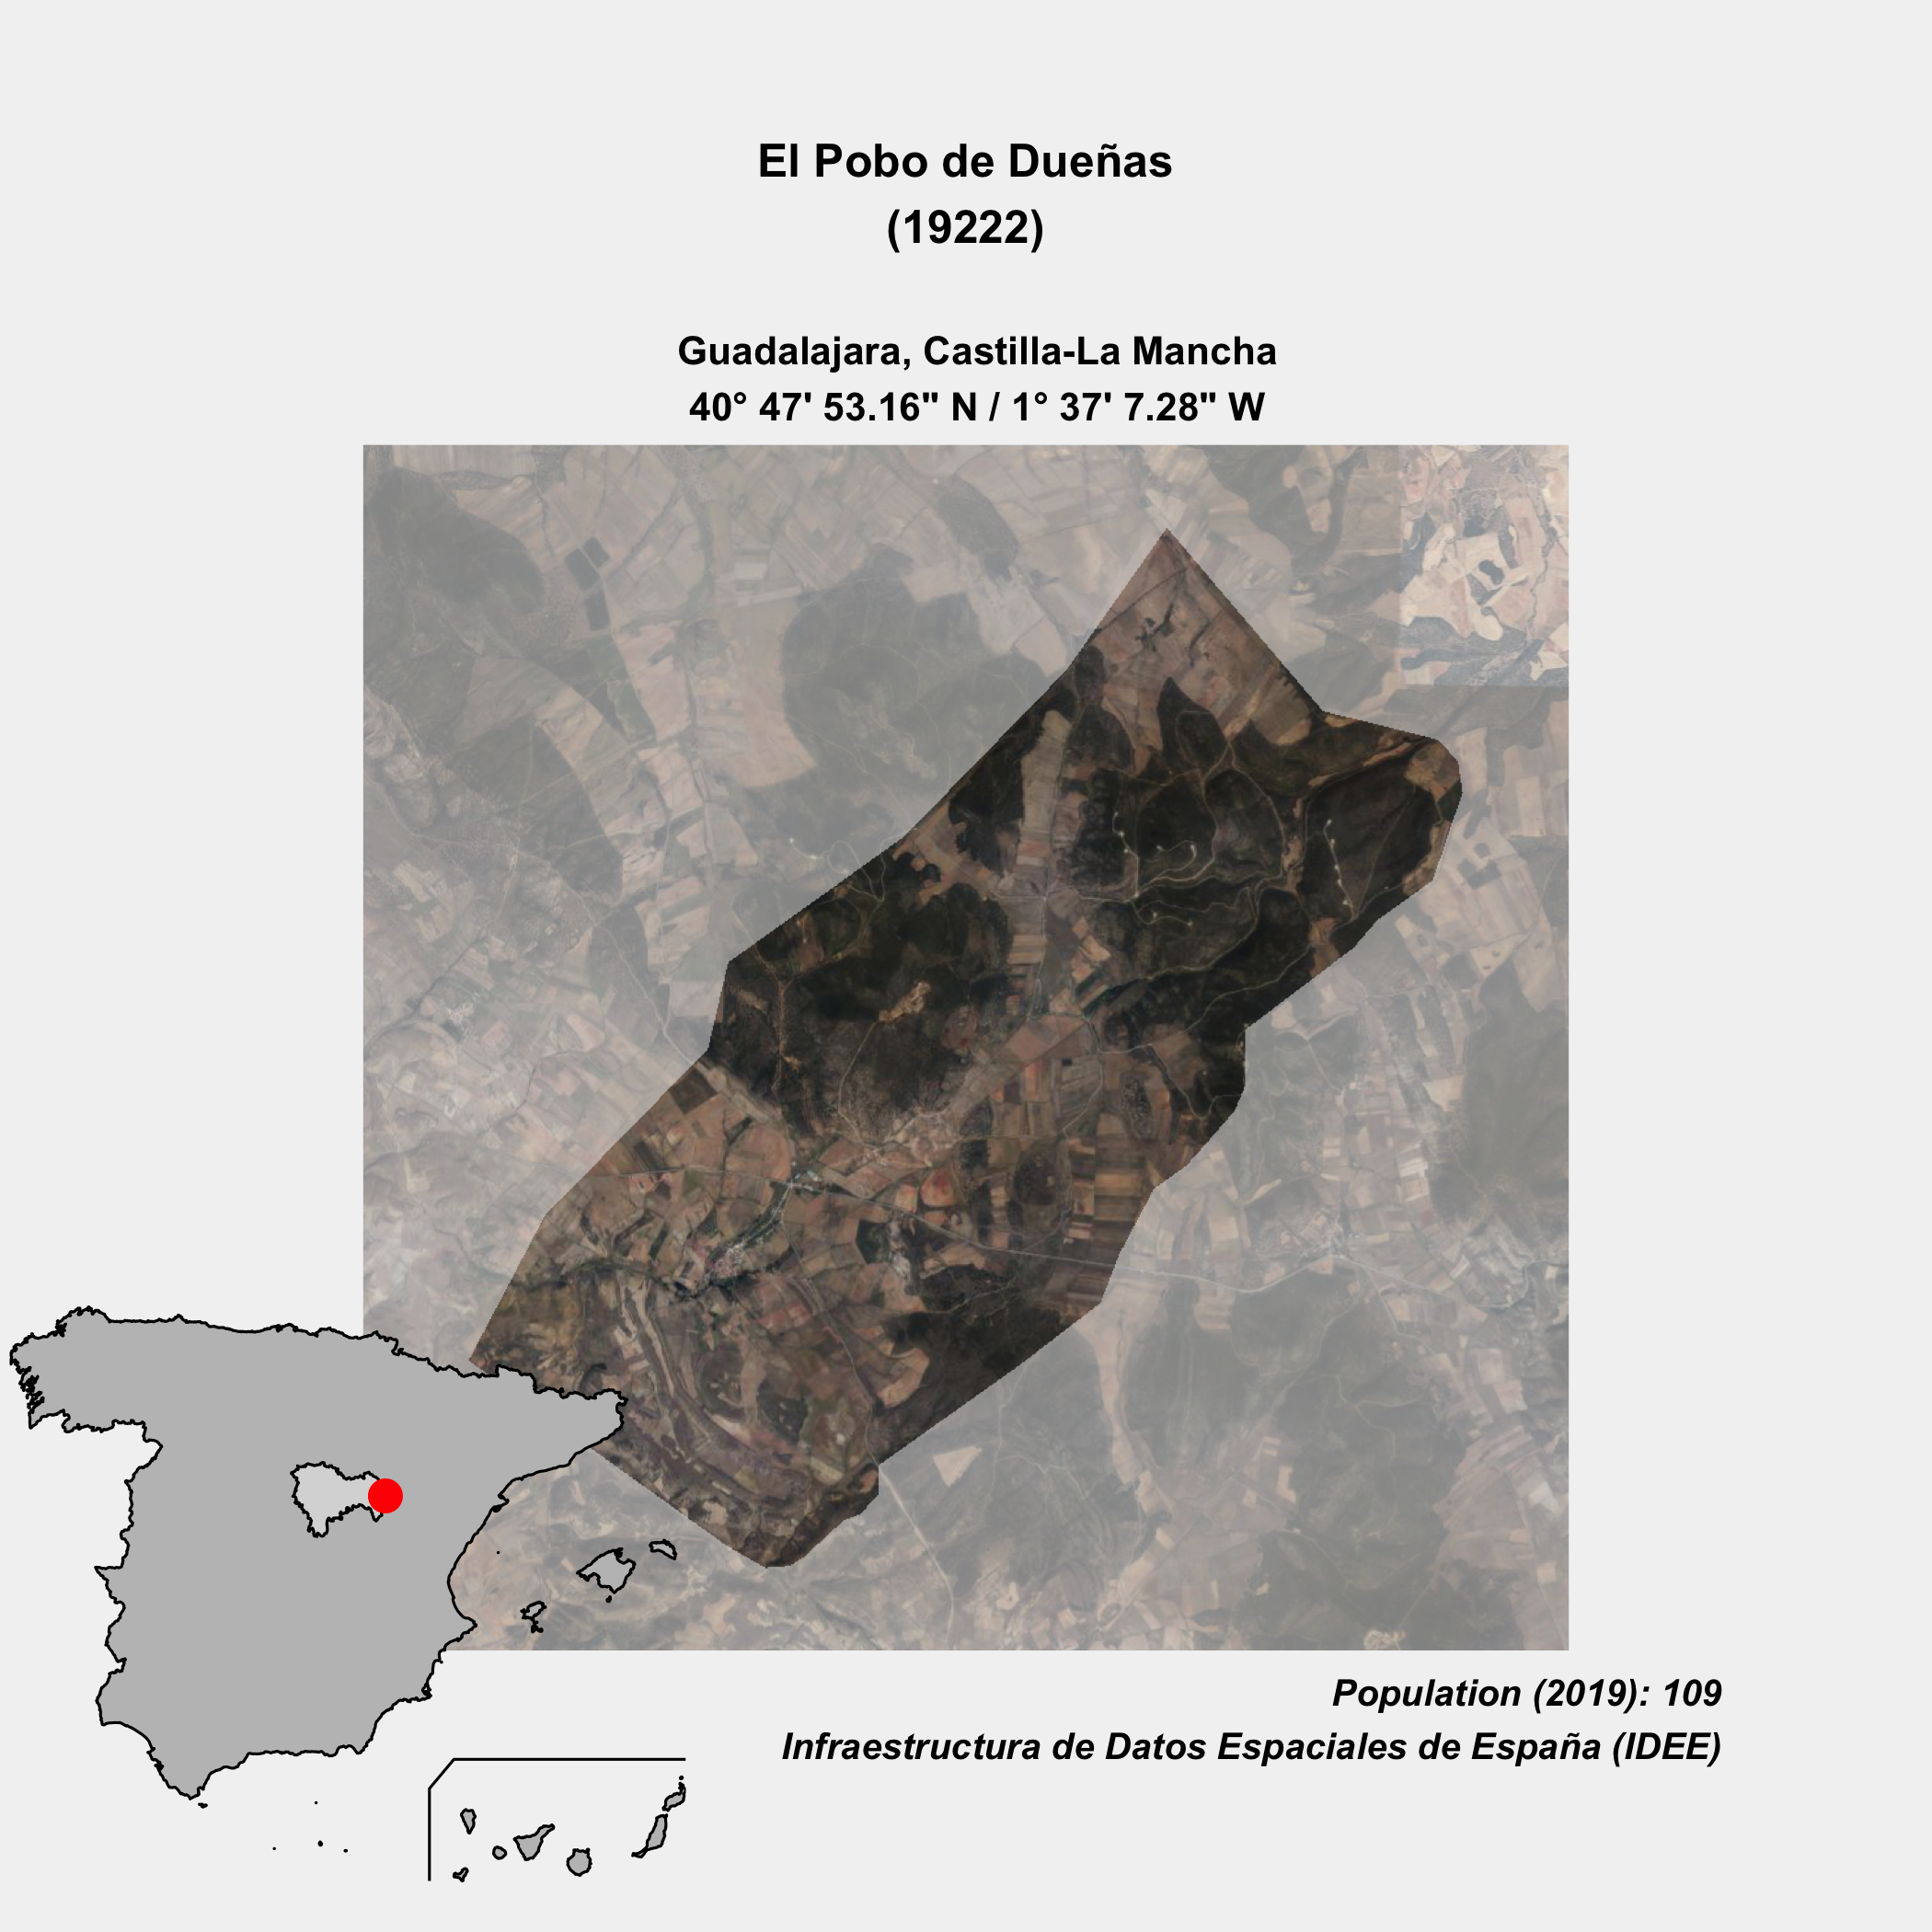 El Pobo de Dueñas
(19222)
Guadalajara, Castilla-La Mancha
40° 47' 53.16" N / 1° 37' 7.28" W
Population (2019): 109
Infraestructura de Datos Espaciales de España (IDEE)